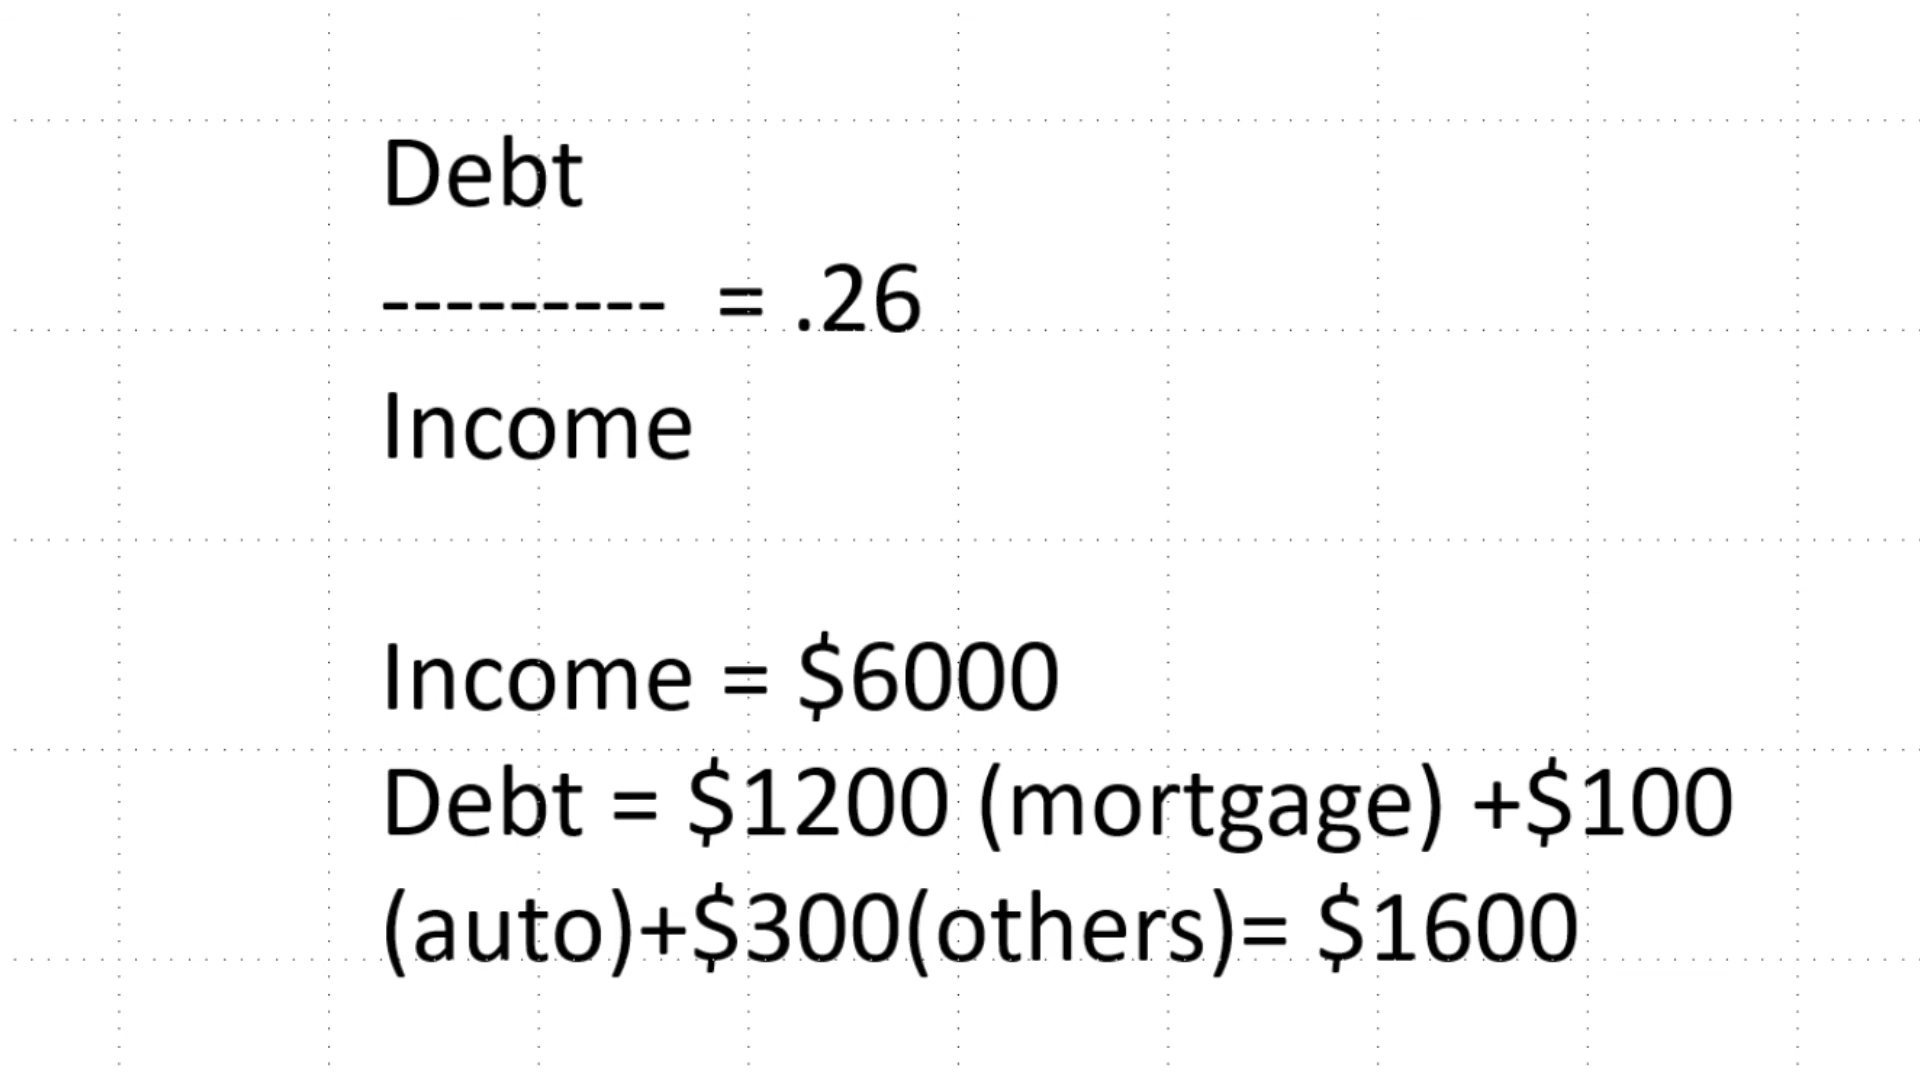 Debt
--------- = .26
Income
Income = $6000
Debt = $1200 (mortgage) +$100
(auto)+$300(others)= $1600